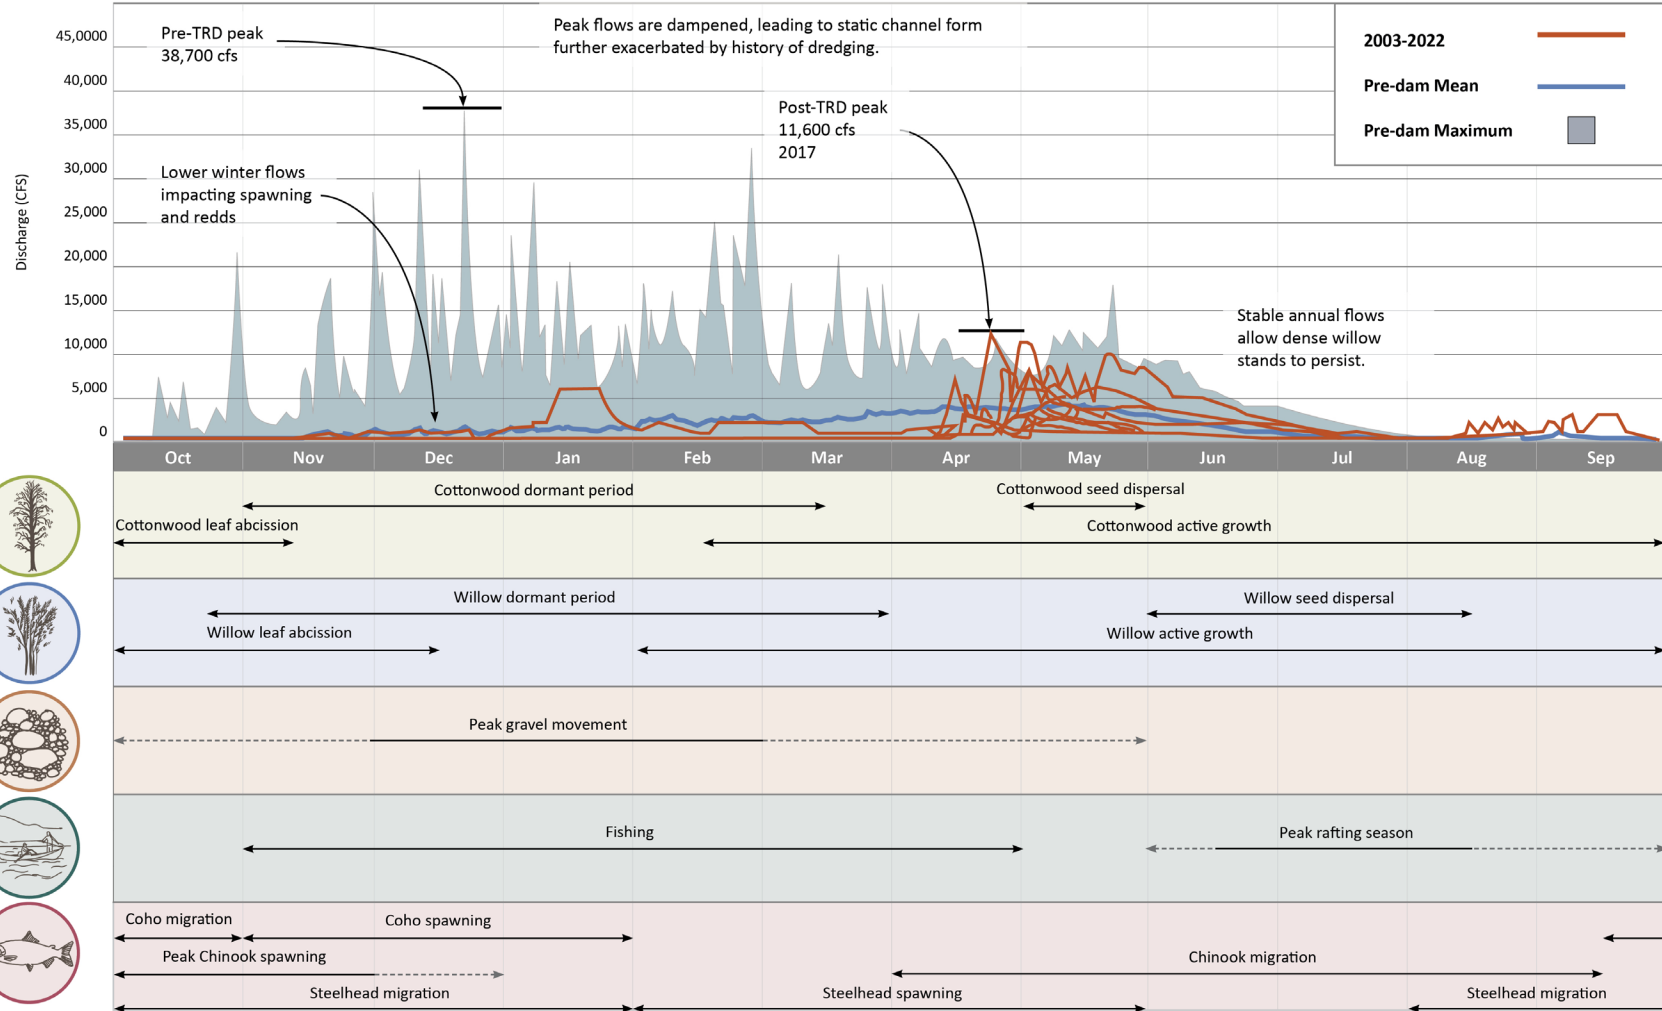 Pre-TRD peak
38,700 cfs
Peak flows are dampened, leading to static channel form
further exacerbated by history of dredging.
Post-TRD peak
11,600 cfs
2017
Lower winter flows
impacting spawning
and redds
Stable annual flows
allow dense willow
stands to persist.
2003-2022
Pre-dam Mean
Pre-dam Maximum
Discharge (CFS)
45,0000
40,000
35,000
30,000
25,000
20,000
15,000
10,000
5,000
0
Oct Nov Dec Jan Feb Mar Apr May Jun Jul Aug Sep
Cottonwood dormant period
Cottonwood seed dispersal
Cottonwood leaf abcission
Cottonwood active growth
Willow dormant period
Willow seed dispersal
Willow leaf abcission
Willow active growth
Peak gravel movement
Fishing
Peak rafting season
Coho migration
Coho spawning
Peak Chinook spawning
Chinook migration
Steelhead migration
Steelhead spawning
Steelhead migration